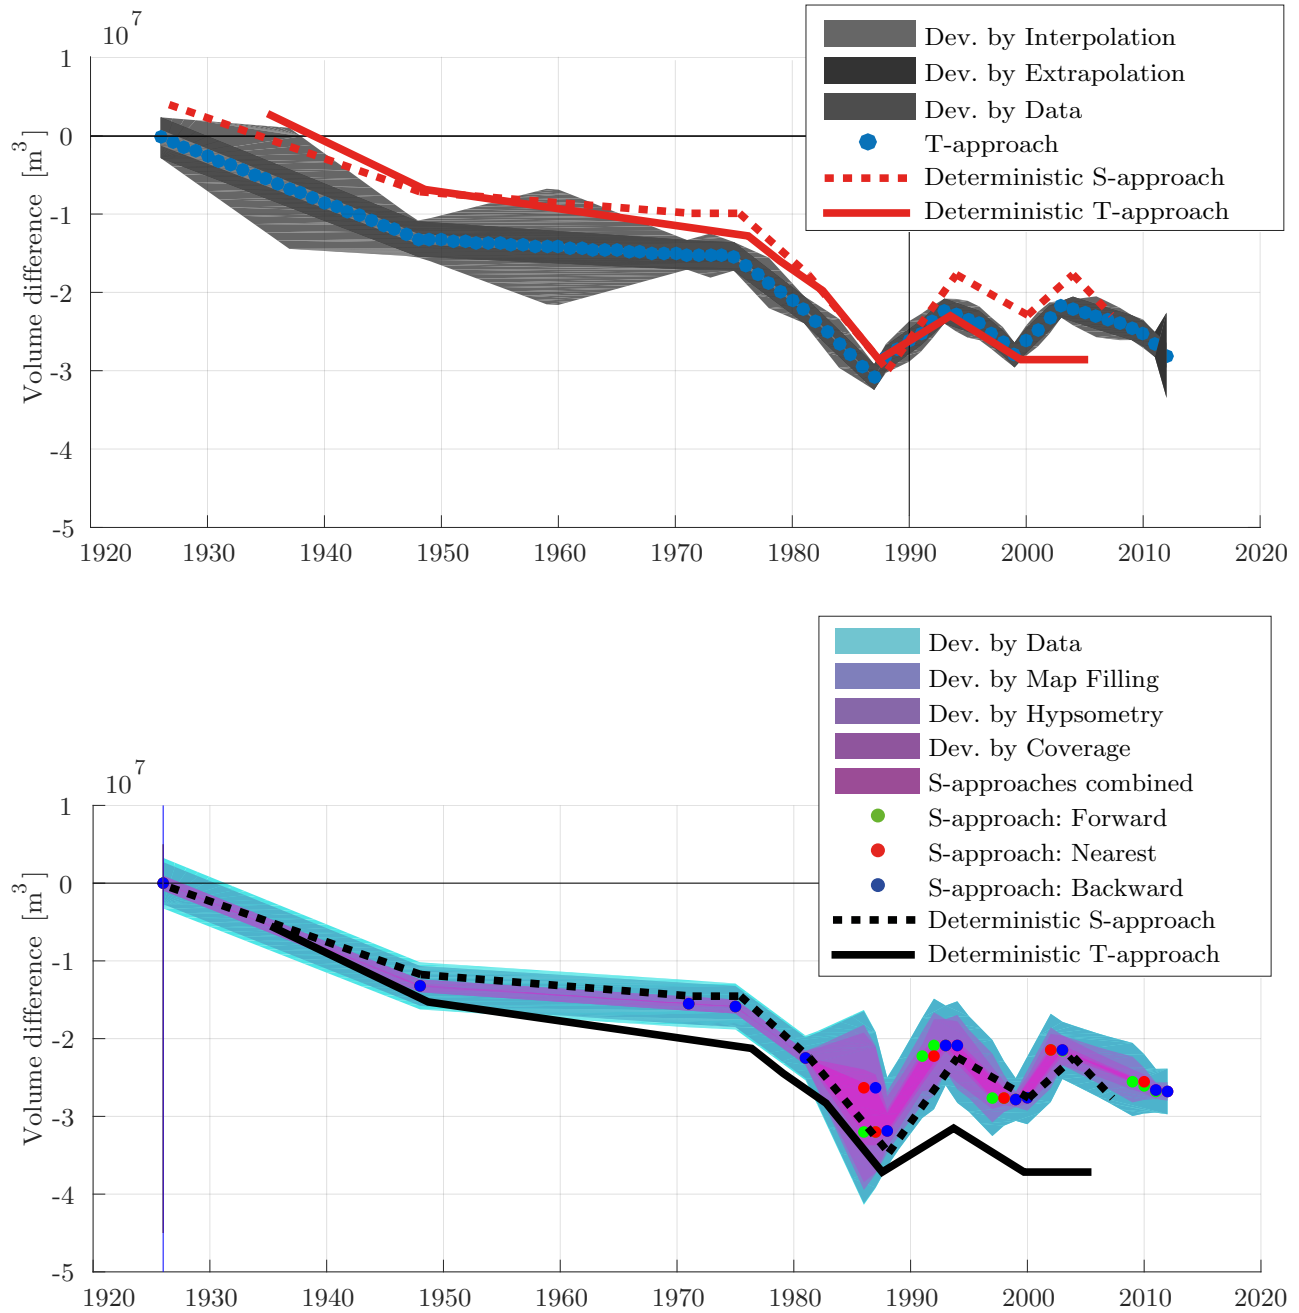 10^7
Dev. by Interpolation
Dev. by Extrapolation
Dev. by Data
T-approach
Deterministic S-approach
Deterministic T-approach
Volume difference [m^3]
1
0
-1
-2
-3
-4
-5
1920 1930 1940 1950 1960 1970 1980 1990 2000 2010 2020
Dev. by Data
Dev. by Map Filling
Dev. by Hypsometry
Dev. by Coverage
S-approaches combined
S-approach: Forward
S-approach: Nearest
S-approach: Backward
Deterministic S-approach
Deterministic T-approach
10^7
Volume difference [m^3]
1
0
-1
-2
-3
-4
-5
1920 1930 1940 1950 1960 1970 1980 1990 2000 2010 2020